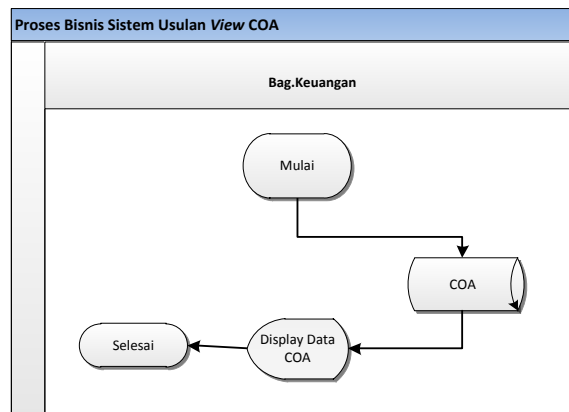 Proses Bisnis Sistem Usulan View COA
Bag.Keuangan
Mulai
COA
Display Data
COA
Selesai